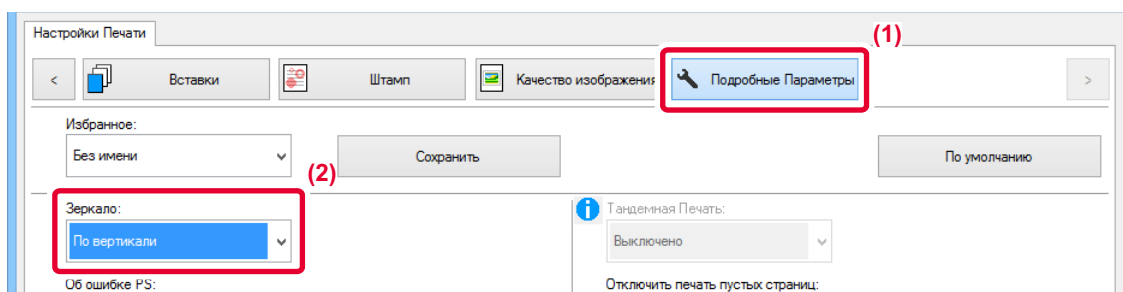 Настройки Печати
(1)
< Вставки Штамп Качество изображения Подробные Параметры >
Избранное:
Без имени Сохранить По умолчанию
(2)
Зеркало: Тандемная Печать:
По вертикали Выключено
Об ошибке PS: Отключить печать пустых страниц: